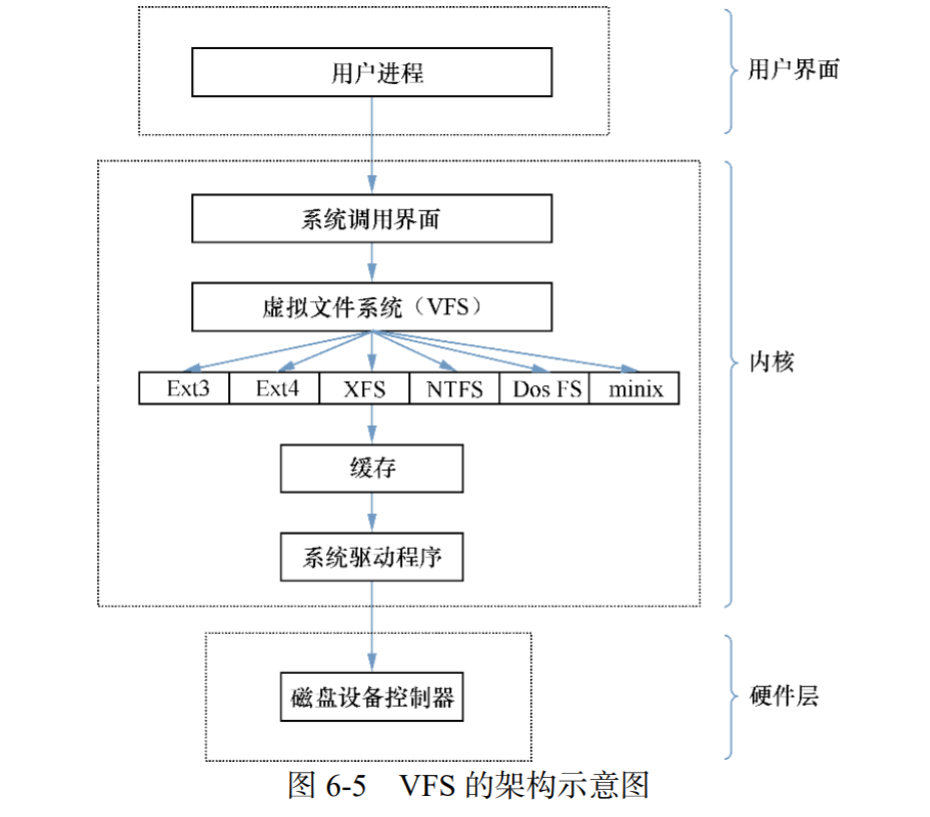 用户进程
用户界面
系统调用界面
虚拟文件系统（VFS）
内核
Ext3 Ext4 XFS NTFS Dos FS minix
缓存
系统驱动程序
磁盘设备控制器
硬件层
图 6-5 VFS 的架构示意图